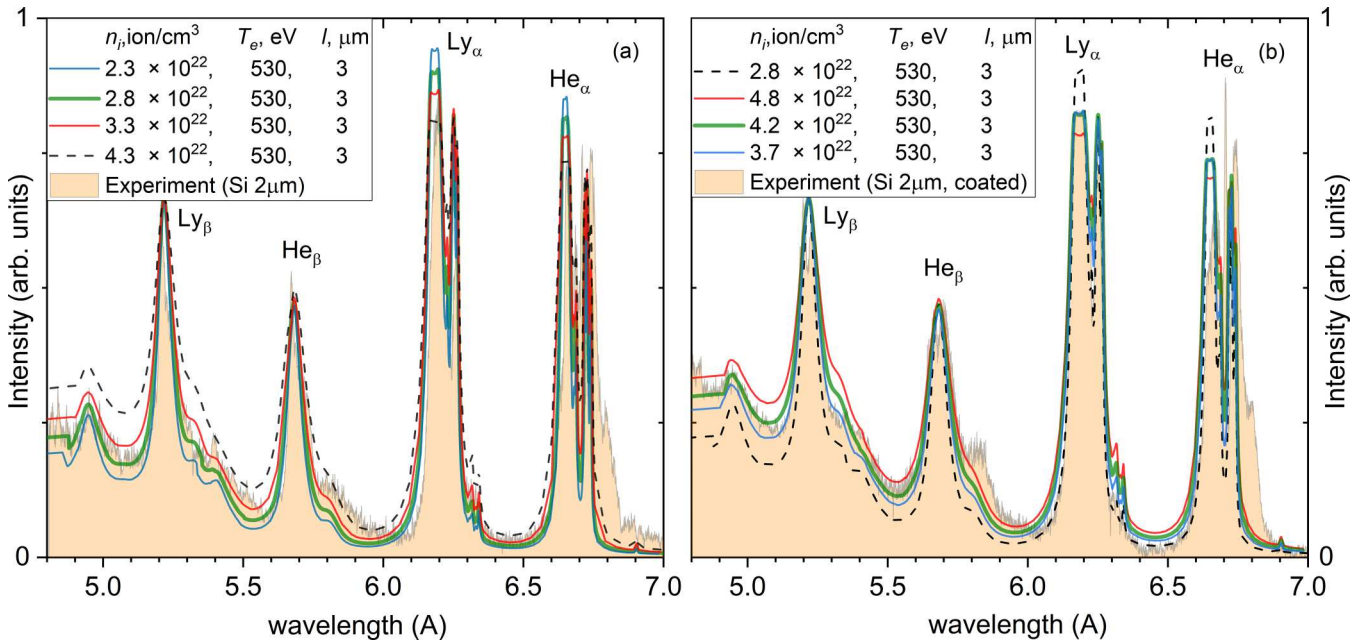 1
n_i,ion/cm³ T_e, eV l, μm
2.3 × 10²², 530, 3
2.8 × 10²², 530, 3
3.3 × 10²², 530, 3
4.3 × 10²², 530, 3
Experiment (Si 2μm)
(a)
Ly_α
He_α
Ly_β
He_β
Intensity (arb. units)
0
5.0 5.5 6.0 6.5 7.0
wavelength (A)
n_i,ion/cm³ T_e, eV l, μm
2.8 × 10²², 530, 3
4.8 × 10²², 530, 3
4.2 × 10²², 530, 3
3.7 × 10²², 530, 3
Experiment (Si 2μm, coated)
(b)
Ly_α
He_α
Ly_β
He_β
1
Intensity (arb. units)
0
5.0 5.5 6.0 6.5 7.0
wavelength (A)